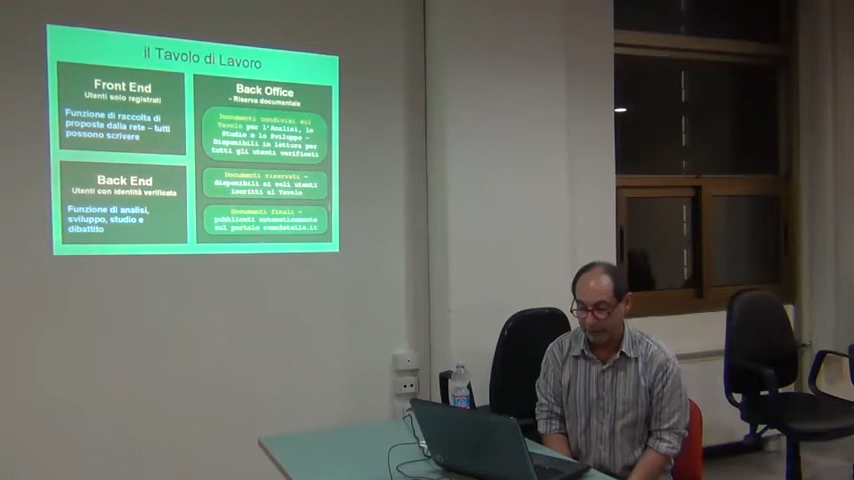 il Tavolo di Lavoro
Front End
Utenti solo registrati
Funzione di raccolta di
proposte dalla rete – tutti
possono scrivere
Back End
Utenti con identità verificata
Funzione di analisi,
sviluppo, studio e
dibattito
Back Office
- Riserva documentale
Documenti condivisi sul
Tavolo per l'Analisi, lo
Studio e lo Sviluppo –
Disponibili in lettura per
tutti gli utenti verificati
Documenti riservati –
disponibili ai soli utenti
iscritti al Tavolo
Documenti finali –
pubblicati automaticamente
sul portale